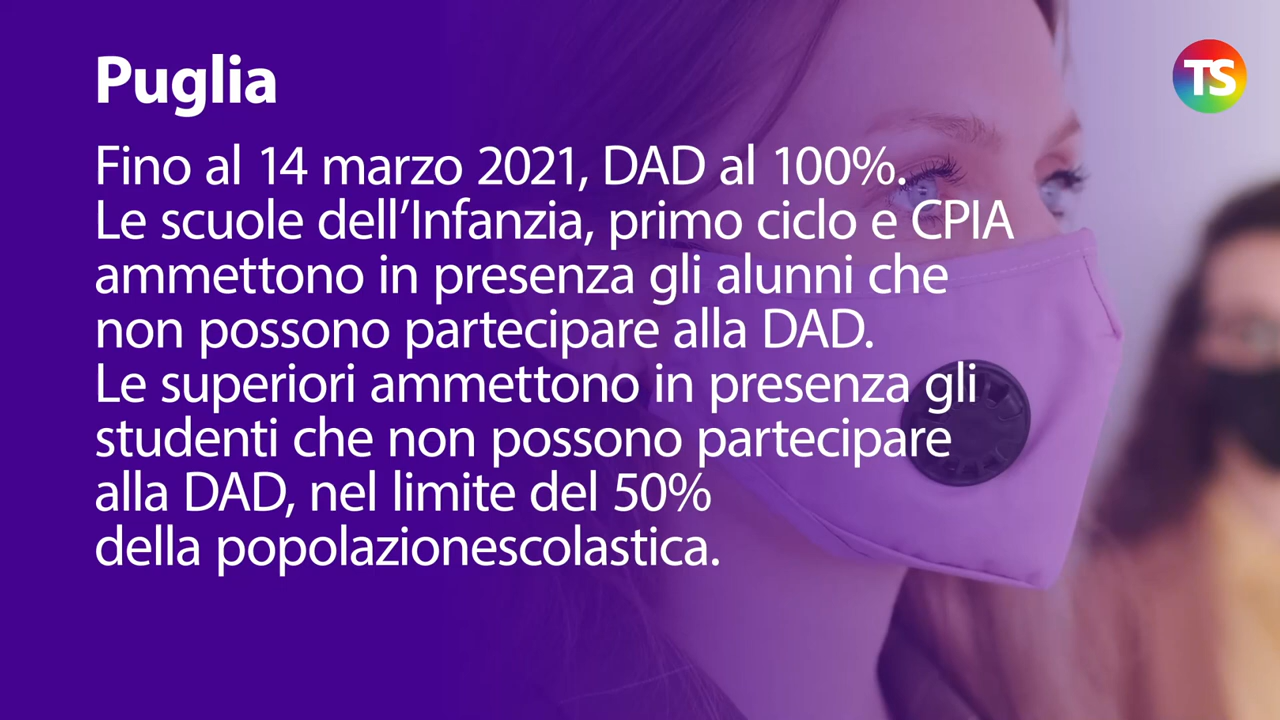 Puglia
TS
Fino al 14 marzo 2021, DAD al 100%.
Le scuole dell’Infanzia, primo ciclo e CPIA
ammettono in presenza gli alunni che
non possono partecipare alla DAD.
Le superiori ammettono in presenza gli
studenti che non possono partecipare
alla DAD, nel limite del 50%
della popolazionescolastica.